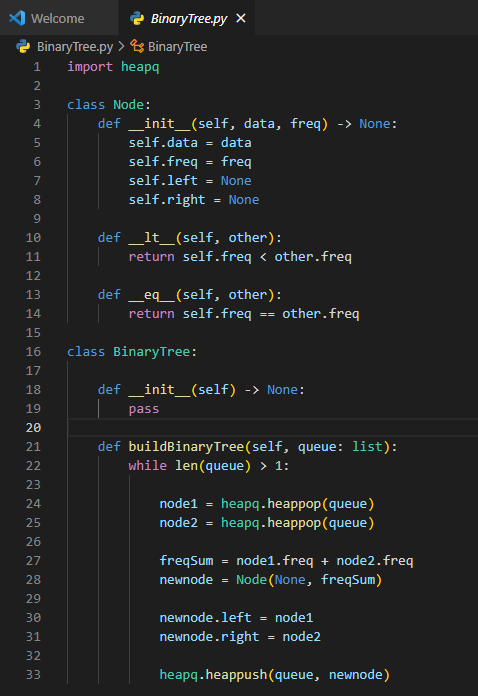 Welcome BinaryTree.py
BinaryTree.py > BinaryTree
1 import heapq
2
3 class Node:
4     def __init__(self, data, freq) -> None:
5         self.data = data
6         self.freq = freq
7         self.left = None
8         self.right = None
9
10     def __lt__(self, other):
11         return self.freq < other.freq
12
13     def __eq__(self, other):
14         return self.freq == other.freq
15
16 class BinaryTree:
17
18     def __init__(self) -> None:
19         pass
20
21     def buildBinaryTree(self, queue: list):
22         while len(queue) > 1:
23
24             node1 = heapq.heappop(queue)
25             node2 = heapq.heappop(queue)
26
27             freqSum = node1.freq + node2.freq
28             newnode = Node(None, freqSum)
29
30             newnode.left = node1
31             newnode.right = node2
32
33             heapq.heappush(queue, newnode)